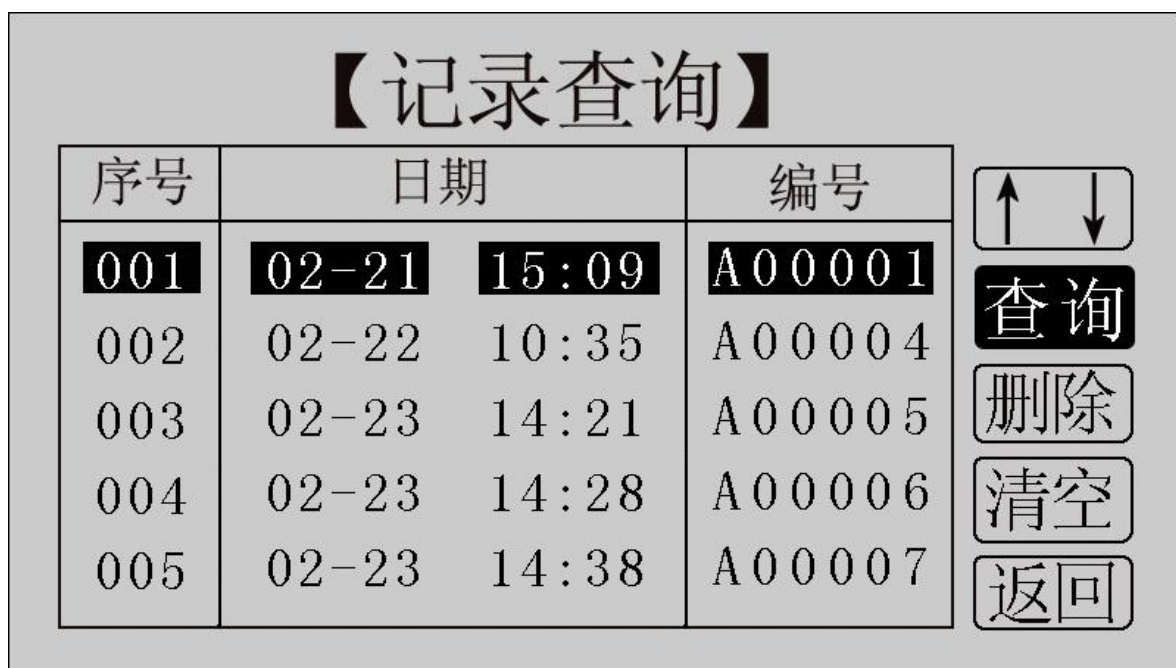 【记录查询】
序号 日期 编号
↑ ↓
001 02-21 15:09 A00001
查询
002 02-22 10:35 A00004
003 02-23 14:21 A00005
删除
004 02-23 14:28 A00006
清空
005 02-23 14:38 A00007
返回